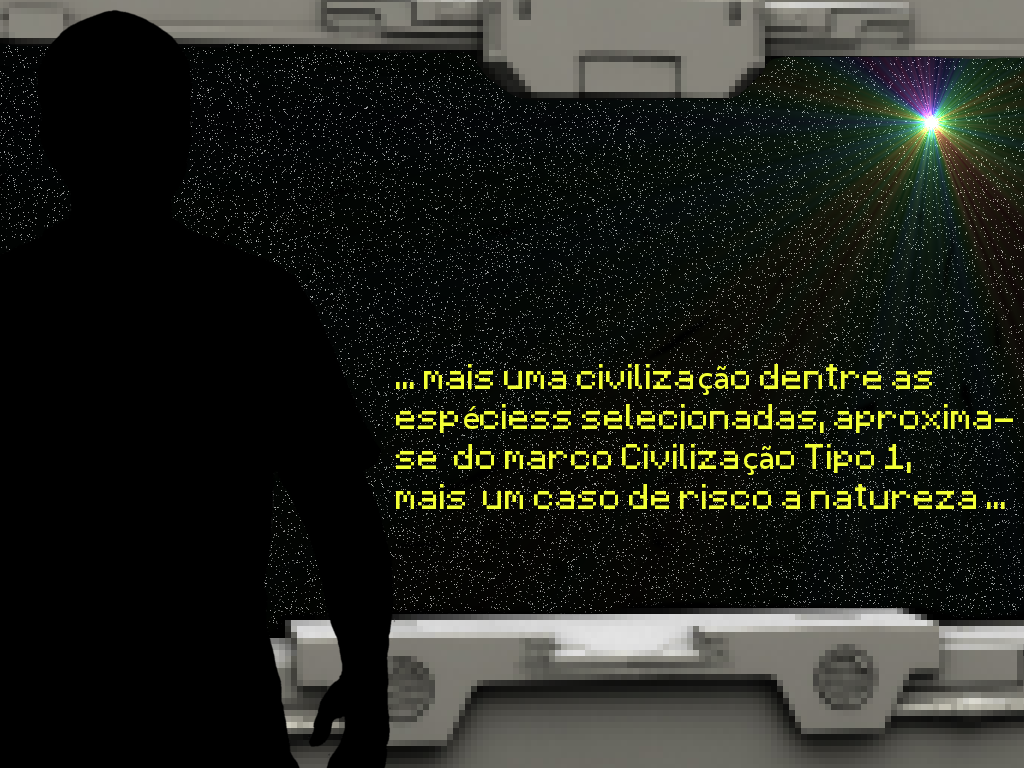 ... mais uma civilização dentre as
espéciess selecionadas, aproxima-
se do marco Civilização Tipo 1,
mais um caso de risco a natureza ...